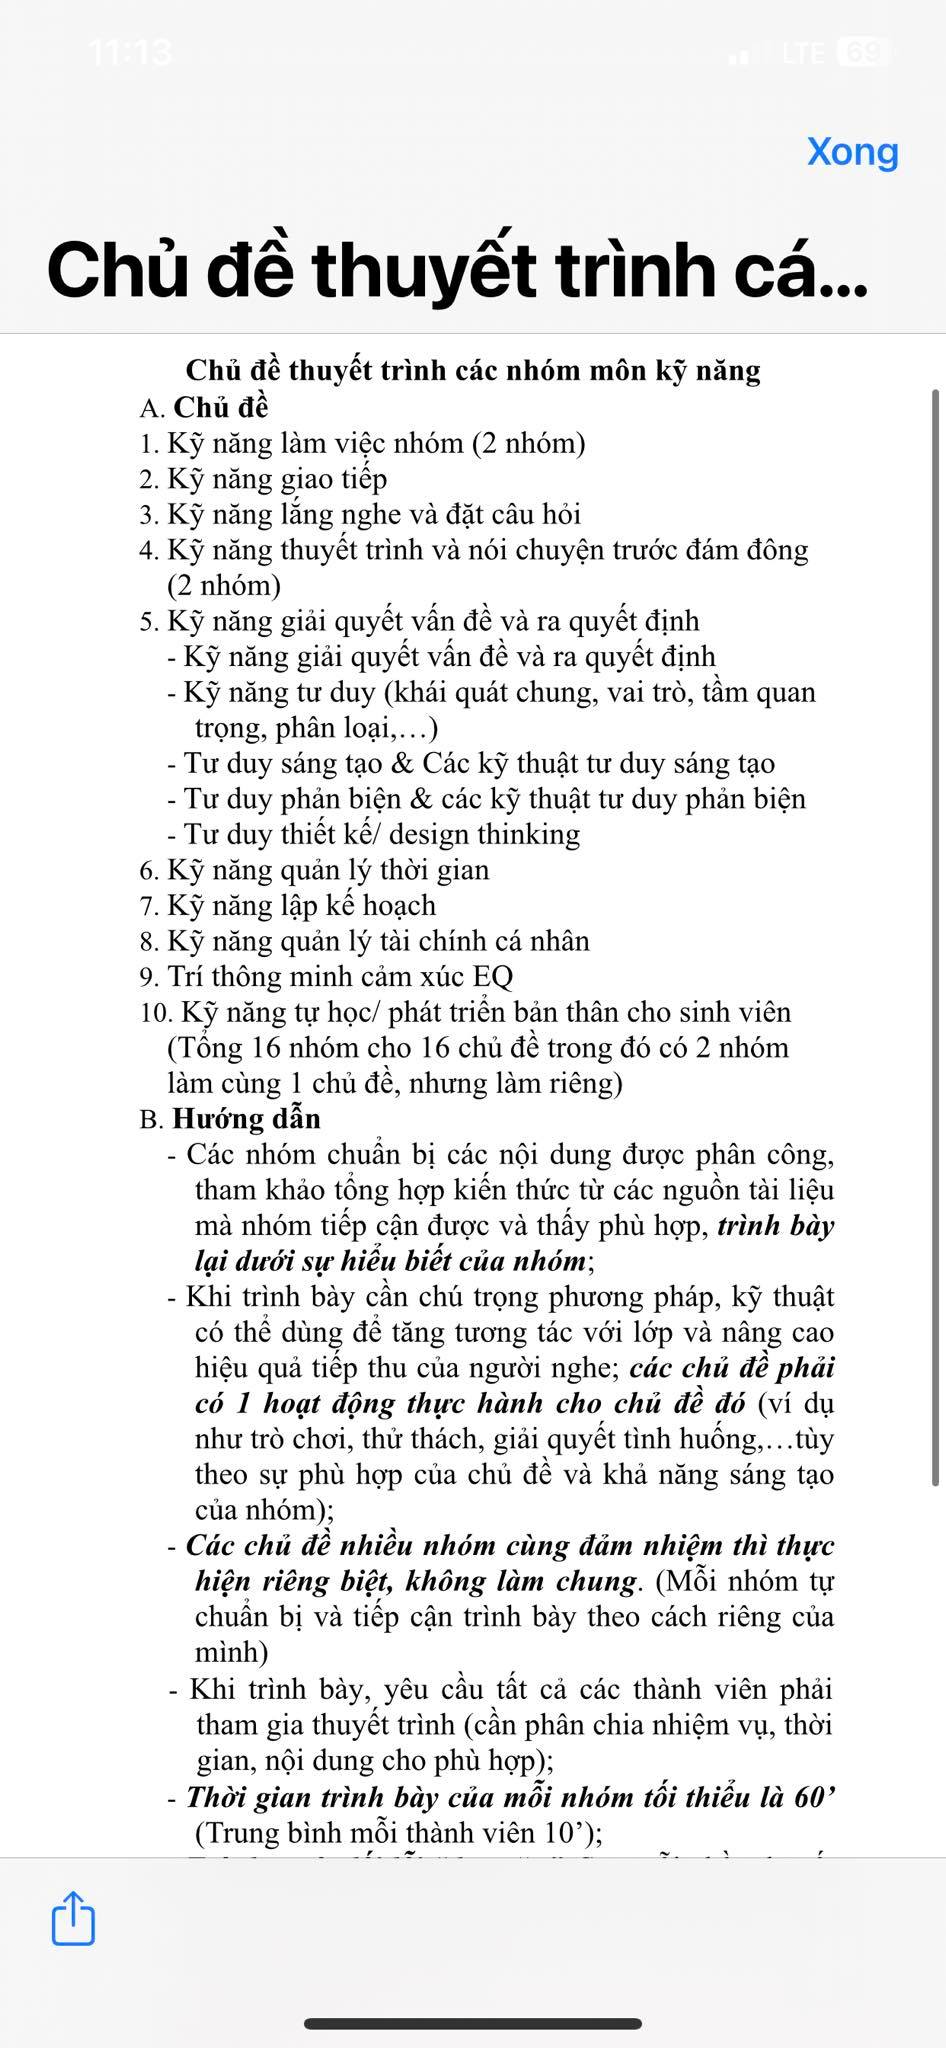 11:13
LTE 69
Xong
Chủ đề thuyết trình cá...
Chủ đề thuyết trình các nhóm môn kỹ năng
A. Chủ đề
1. Kỹ năng làm việc nhóm (2 nhóm)
2. Kỹ năng giao tiếp
3. Kỹ năng lắng nghe và đặt câu hỏi
4. Kỹ năng thuyết trình và nói chuyện trước đám đông
(2 nhóm)
5. Kỹ năng giải quyết vấn đề và ra quyết định
- Kỹ năng giải quyết vấn đề và ra quyết định
- Kỹ năng tư duy (khái quát chung, vai trò, tầm quan
trọng, phân loại,…)
- Tư duy sáng tạo & Các kỹ thuật tư duy sáng tạo
- Tư duy phản biện & các kỹ thuật tư duy phản biện
- Tư duy thiết kế/ design thinking
6. Kỹ năng quản lý thời gian
7. Kỹ năng lập kế hoạch
8. Kỹ năng quản lý tài chính cá nhân
9. Trí thông minh cảm xúc EQ
10. Kỹ năng tự học/ phát triển bản thân cho sinh viên
(Tổng 16 nhóm cho 16 chủ đề trong đó có 2 nhóm
làm cùng 1 chủ đề, nhưng làm riêng)
B. Hướng dẫn
- Các nhóm chuẩn bị các nội dung được phân công,
tham khảo tổng hợp kiến thức từ các nguồn tài liệu
mà nhóm tiếp cận được và thấy phù hợp, trình bày
lại dưới sự hiểu biết của nhóm;
- Khi trình bày cần chú trọng phương pháp, kỹ thuật
có thể dùng để tăng tương tác với lớp và nâng cao
hiệu quả tiếp thu của người nghe; các chủ đề phải
có 1 hoạt động thực hành cho chủ đề đó (ví dụ
như trò chơi, thử thách, giải quyết tình huống,…tùy
theo sự phù hợp của chủ đề và khả năng sáng tạo
của nhóm);
- Các chủ đề nhiều nhóm cùng đảm nhiệm thì thực
hiện riêng biệt, không làm chung. (Mỗi nhóm tự
chuẩn bị và tiếp cận trình bày theo cách riêng của
mình)
- Khi trình bày, yêu cầu tất cả các thành viên phải
tham gia thuyết trình (cần phân chia nhiệm vụ, thời
gian, nội dung cho phù hợp);
- Thời gian trình bày của mỗi nhóm tối thiểu là 60’
(Trung bình mỗi thành viên 10’);